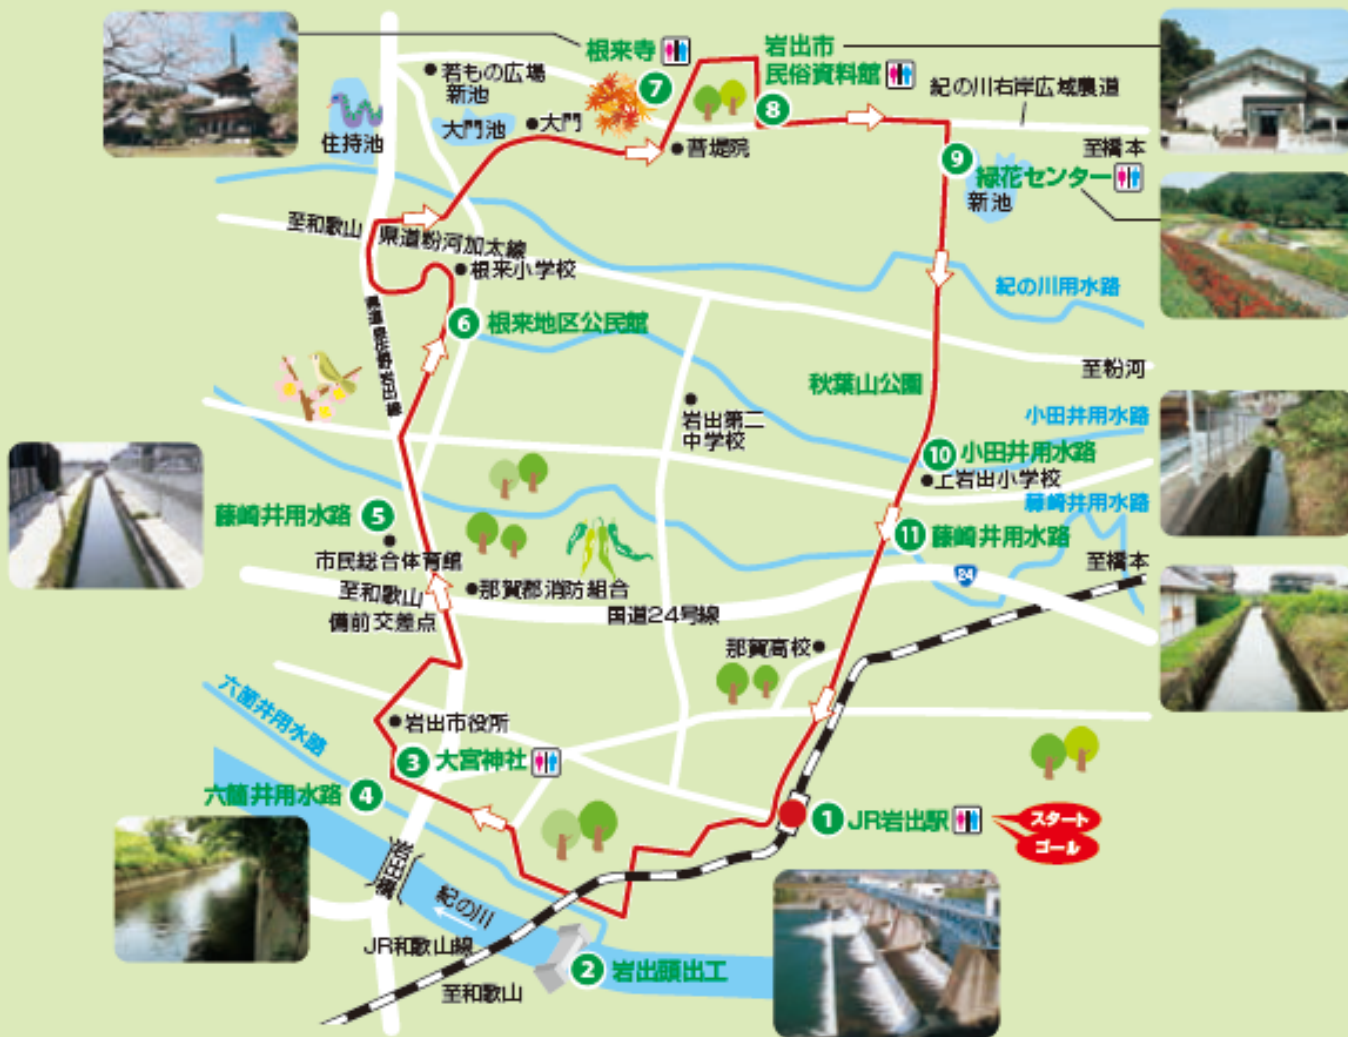 根来寺
7
岩出市
民俗資料館
8
若もの広場
新池
大門池
大門
住持池
菩提院
紀の川右岸広域農道
至橋本
9
緑花センター
新池
至和歌山
県道粉河加太線
根来小学校
紀の川用水路
6
根来地区公民館
至粉河
秋葉山公園
岩出第二
中学校
小田井用水路
10
小田井用水路
上岩出小学校
藤崎井用水路
11
藤崎井用水路
藤崎井用水路
5
市民総合体育館
至和歌山
備前交差点
那賀郡消防組合
国道24号線
24
至橋本
那賀高校
六箇井用水路
岩出市役所
3
大宮神社
六箇井用水路
4
1
JR岩出駅
スタート
ゴール
岩出橋
紀の川
JR和歌山線
至和歌山
2
岩出頭出工